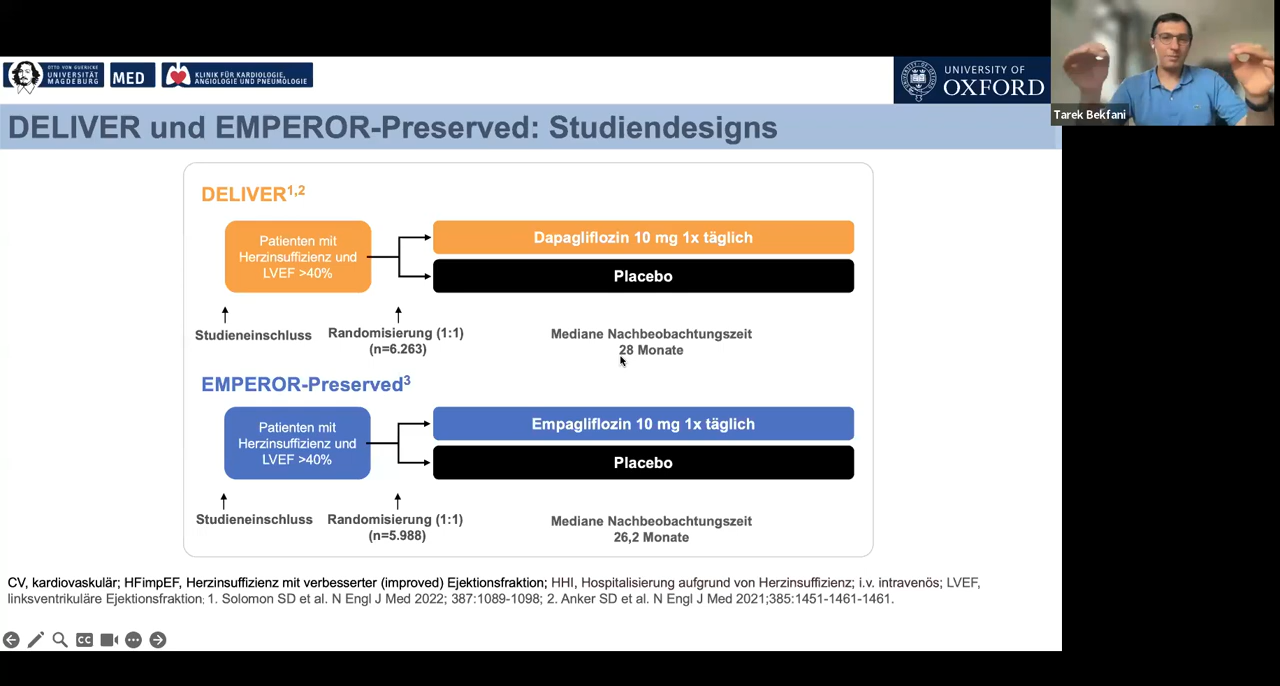 OTTO VON GUERICKE
UNIVERSITÄT
MAGDEBURG
MED
KLINIK FÜR KARDIOLOGIE,
ANGIOLOGIE UND PNEUMOLOGIE
UNIVERSITY OF
OXFORD
Tarek Bekfani
DELIVER und EMPEROR-Preserved: Studiendesigns
DELIVER1,2
Patienten mit
Herzinsuffizienz und
LVEF >40%
Dapagliflozin 10 mg 1x täglich
Placebo
Studieneinschluss
Randomisierung (1:1)
(n=6.263)
Mediane Nachbeobachtungszeit
28 Monate
EMPEROR-Preserved3
Patienten mit
Herzinsuffizienz und
LVEF >40%
Empagliflozin 10 mg 1x täglich
Placebo
Studieneinschluss
Randomisierung (1:1)
(n=5.988)
Mediane Nachbeobachtungszeit
26,2 Monate
CV, kardiovaskulär; HFimpEF, Herzinsuffizienz mit verbesserter (improved) Ejektionsfraktion; HHI, Hospitalisierung aufgrund von Herzinsuffizienz; i.v. intravenös; LVEF,
linksventrikuläre Ejektionsfraktion; 1. Solomon SD et al. N Engl J Med 2022; 387:1089-1098; 2. Anker SD et al. N Engl J Med 2021;385:1451-1461-1461.
CC